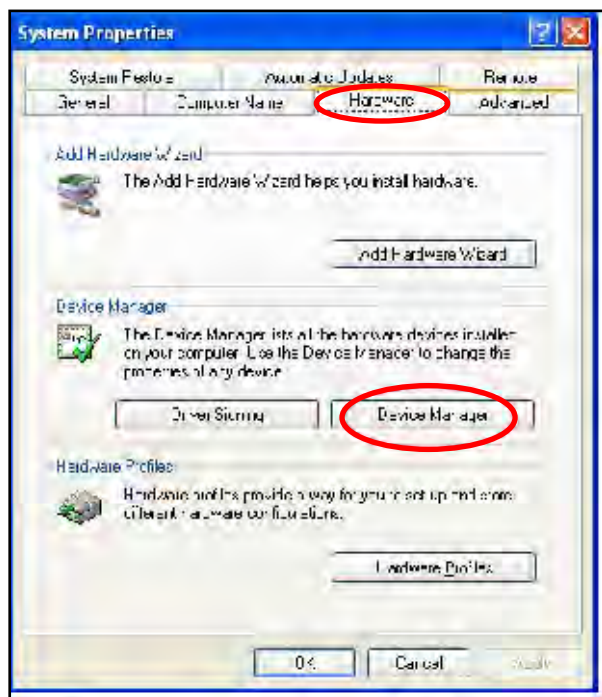 System Properties
System Restore Automatic Updates Remote
General Computer Name Hardware Advanced
Add Hardware Wizard
The Add Hardware Wizard helps you install hardware.
Add Hardware Wizard
Device Manager
The Device Manager lists all the hardware devices installed
on your computer. Use the Device Manager to change the
properties of any device.
Driver Signing Device Manager
Hardware Profiles
Hardware profiles provide a way for you to set up and store
different hardware configurations.
Hardware Profiles
OK Cancel Apply